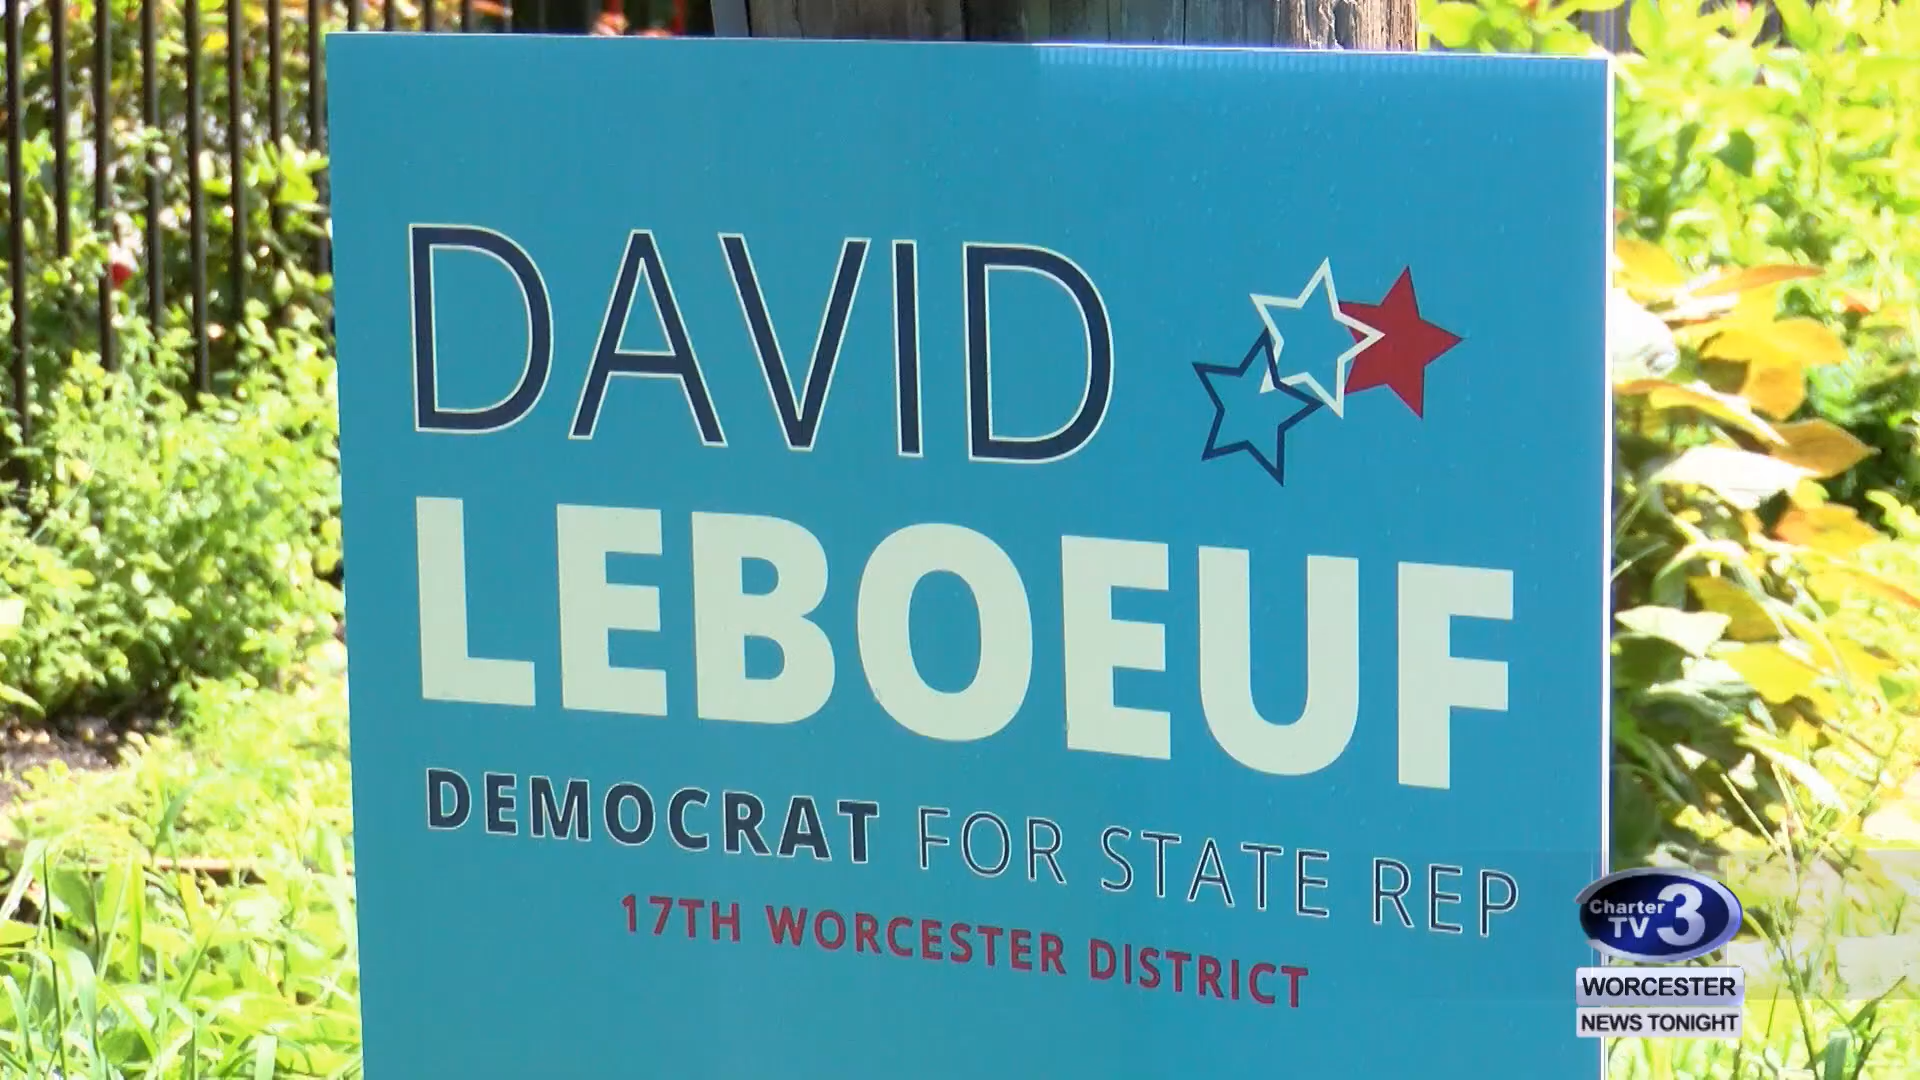 DAVID
LEBOEUF
DEMOCRAT FOR STATE REP
17TH WORCESTER DISTRICT
Charter
TV 3
WORCESTER
NEWS TONIGHT